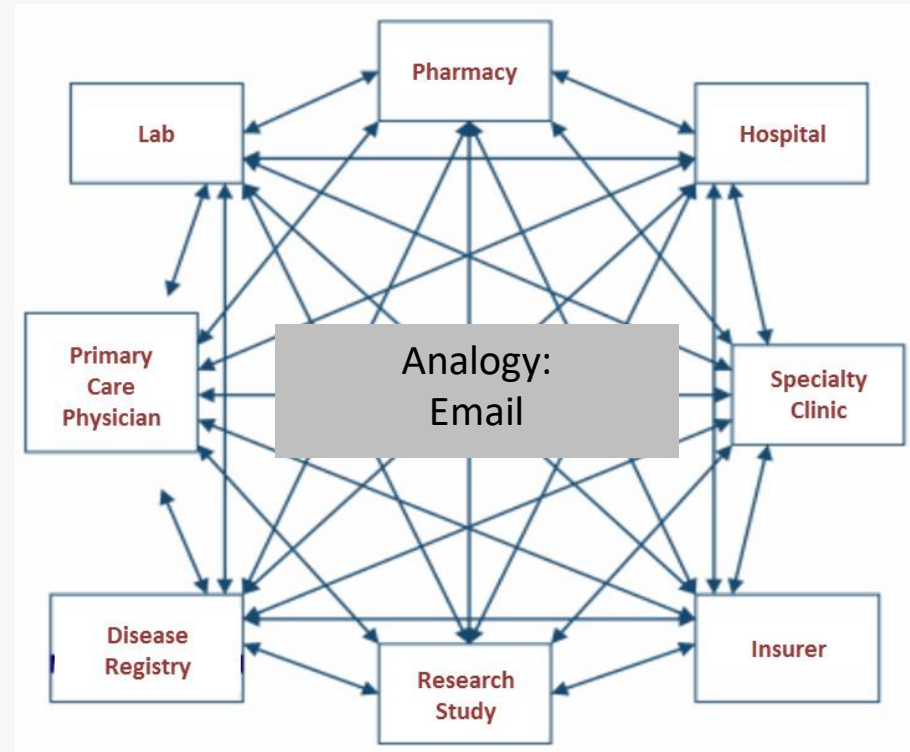 Pharmacy
Lab
Hospital
Primary
Care
Physician
Analogy:
Email
Specialty
Clinic
Disease
Registry
Research
Study
Insurer